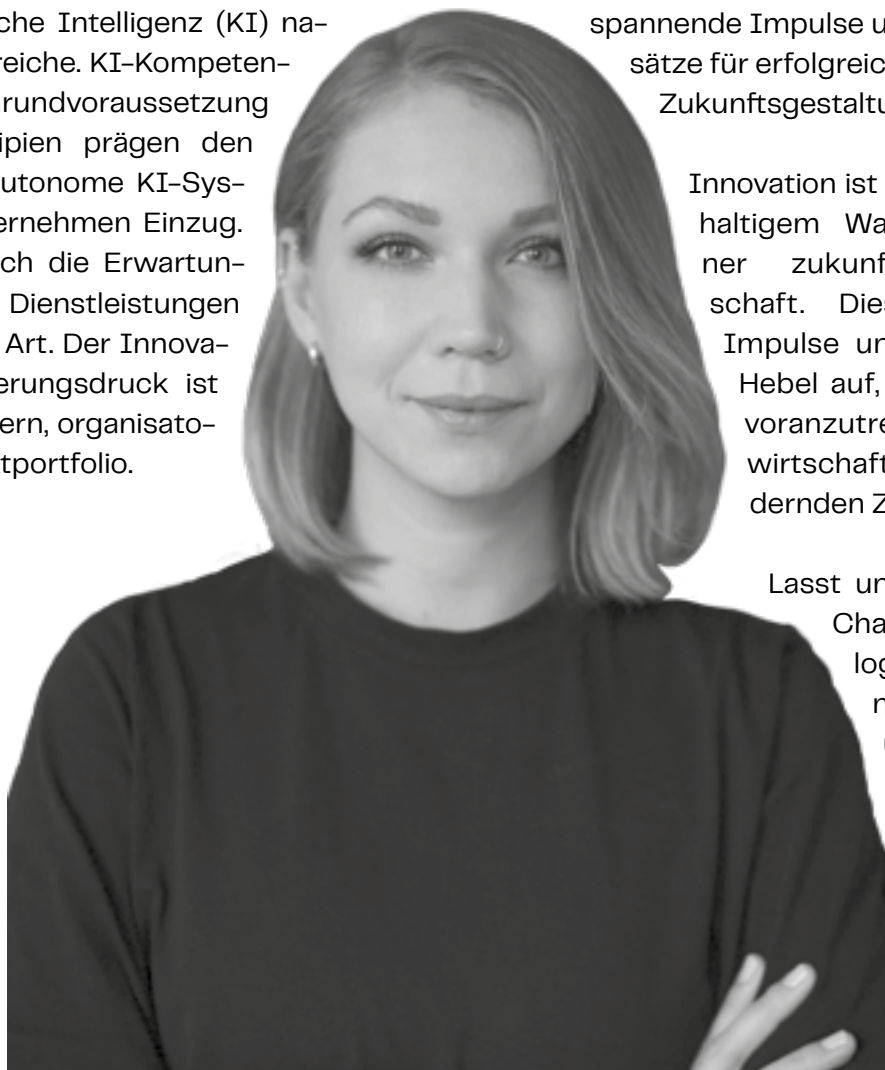 che Intelligenz (KI) na-
reiche. KI-Kompeten-
rundvoraussetzung
ipien prägen den
utonome KI-Sys-
ernehmen Einzug.
ch die Erwartun-
Dienstleistungen
Art. Der Innova-
erungsdruck ist
ern, organisato-
tportfolio.
spannende Impulse u
sätze für erfolgreic
Zukunftsgestaltu
Innovation ist
haltigem Wa
ner zukunf
schaft. Dies
Impulse un
Hebel auf,
voranzutre
wirtschaft
dernden Z
Lasst un
Cha
log
n